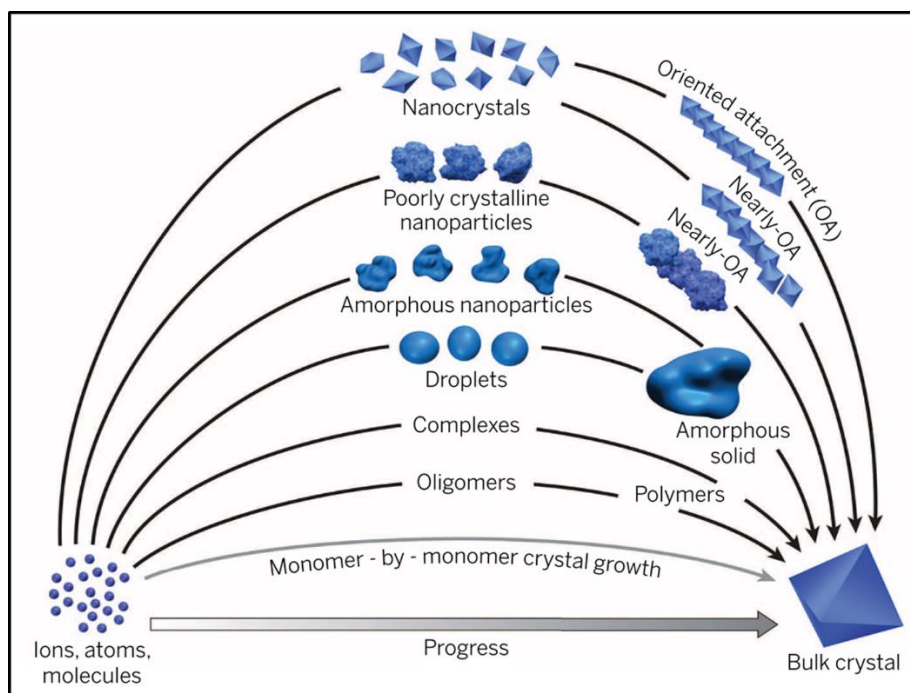 Nanocrystals
Oriented attachment (OA)
Poorly crystalline
nanoparticles
Nearly-OA
Nearly-OA
Amorphous nanoparticles
Droplets
Amorphous
solid
Complexes
Oligomers
Polymers
Monomer - by - monomer crystal growth
Ions, atoms,
molecules
Progress
Bulk crystal